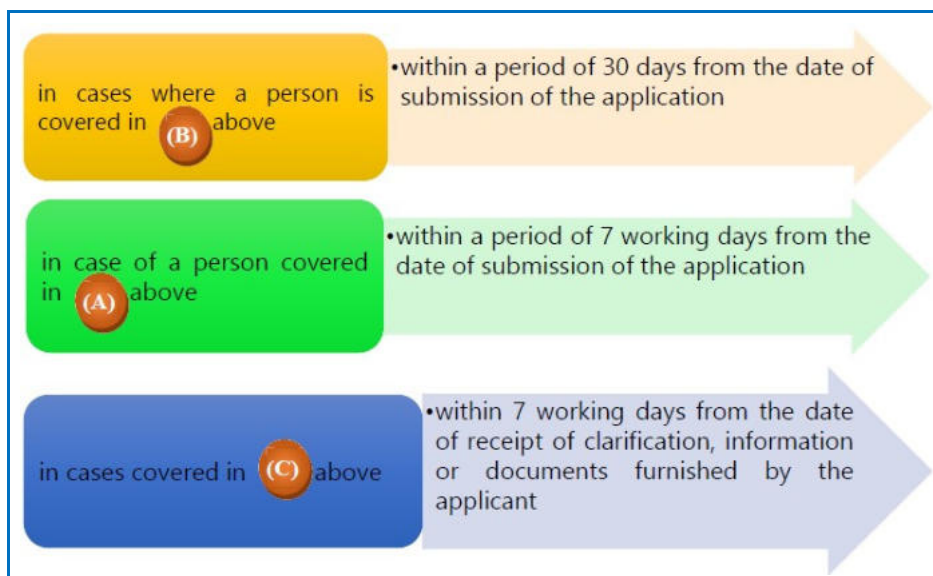 in cases where a person is
covered in (B) above
•within a period of 30 days from the date of
submission of the application
in case of a person covered
in (A) above
•within a period of 7 working days from the
date of submission of the application
in cases covered in (C) above
•within 7 working days from the date
of receipt of clarification, information
or documents furnished by the
applicant